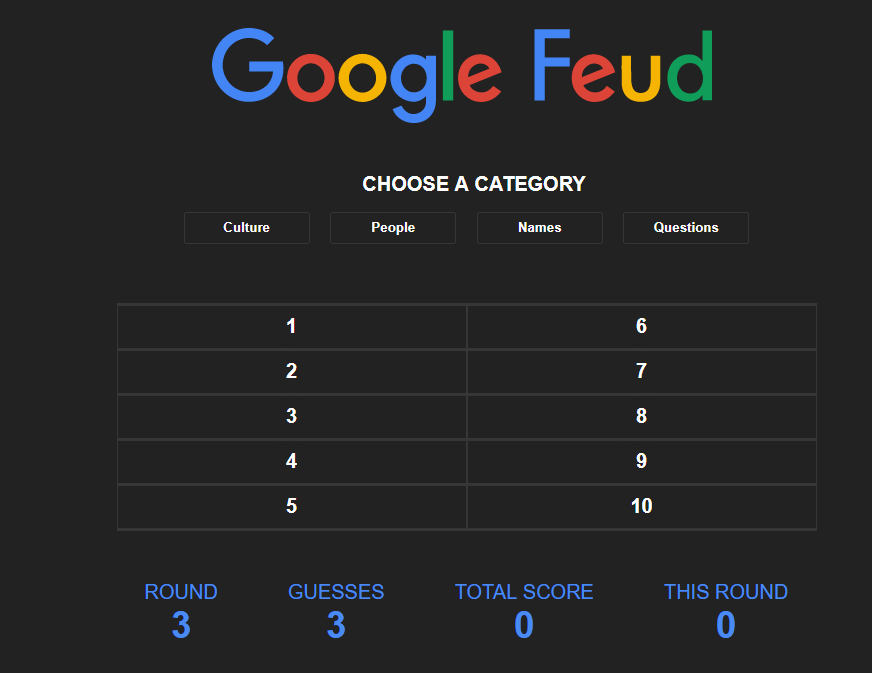 Google Feud
CHOOSE A CATEGORY
Culture People Names Questions
1 6
2 7
3 8
4 9
5 10
ROUND GUESSES TOTAL SCORE THIS ROUND
3 3 0 0